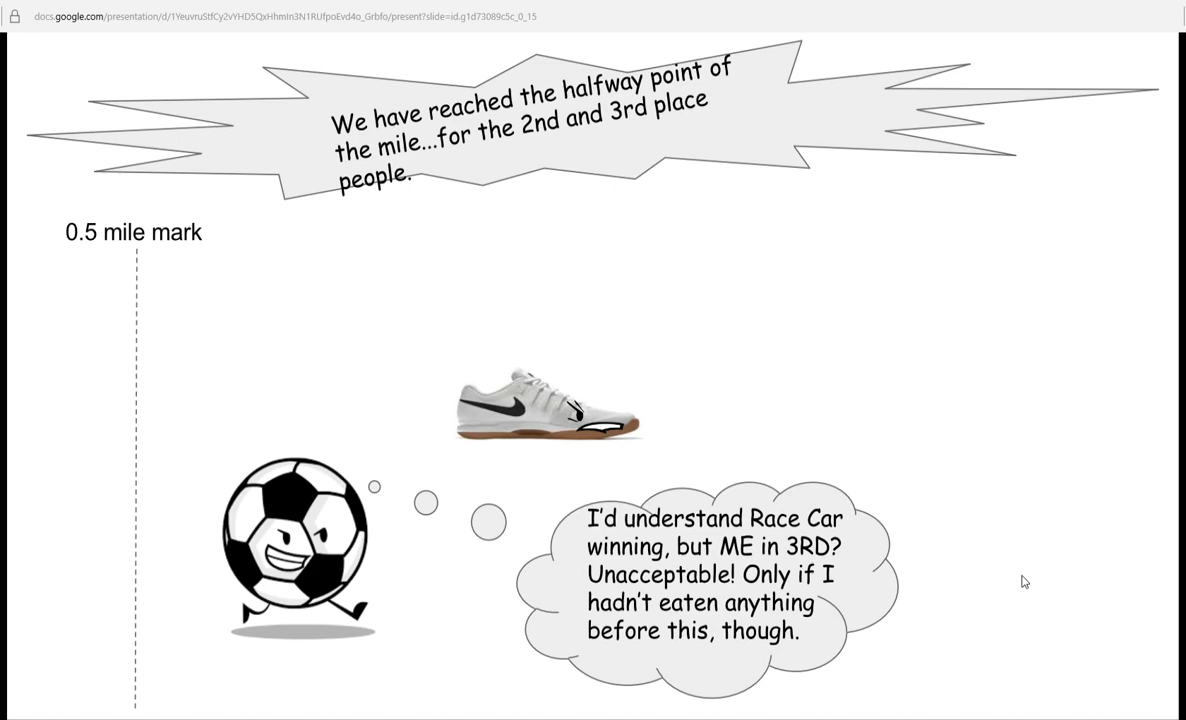 docs.google.com/presentation/d/1YeuvruStfCy2vYHD5QxHhmIn3N1RUfpoEvd4o_Grbfo/present?slide=id.g1d73089c5c_0_15
We have reached the halfway point of
the mile...for the 2nd and 3rd place
people.
0.5 mile mark
I'd understand Race Car
winning, but ME in 3RD?
Unacceptable! Only if I
hadn't eaten anything
before this, though.